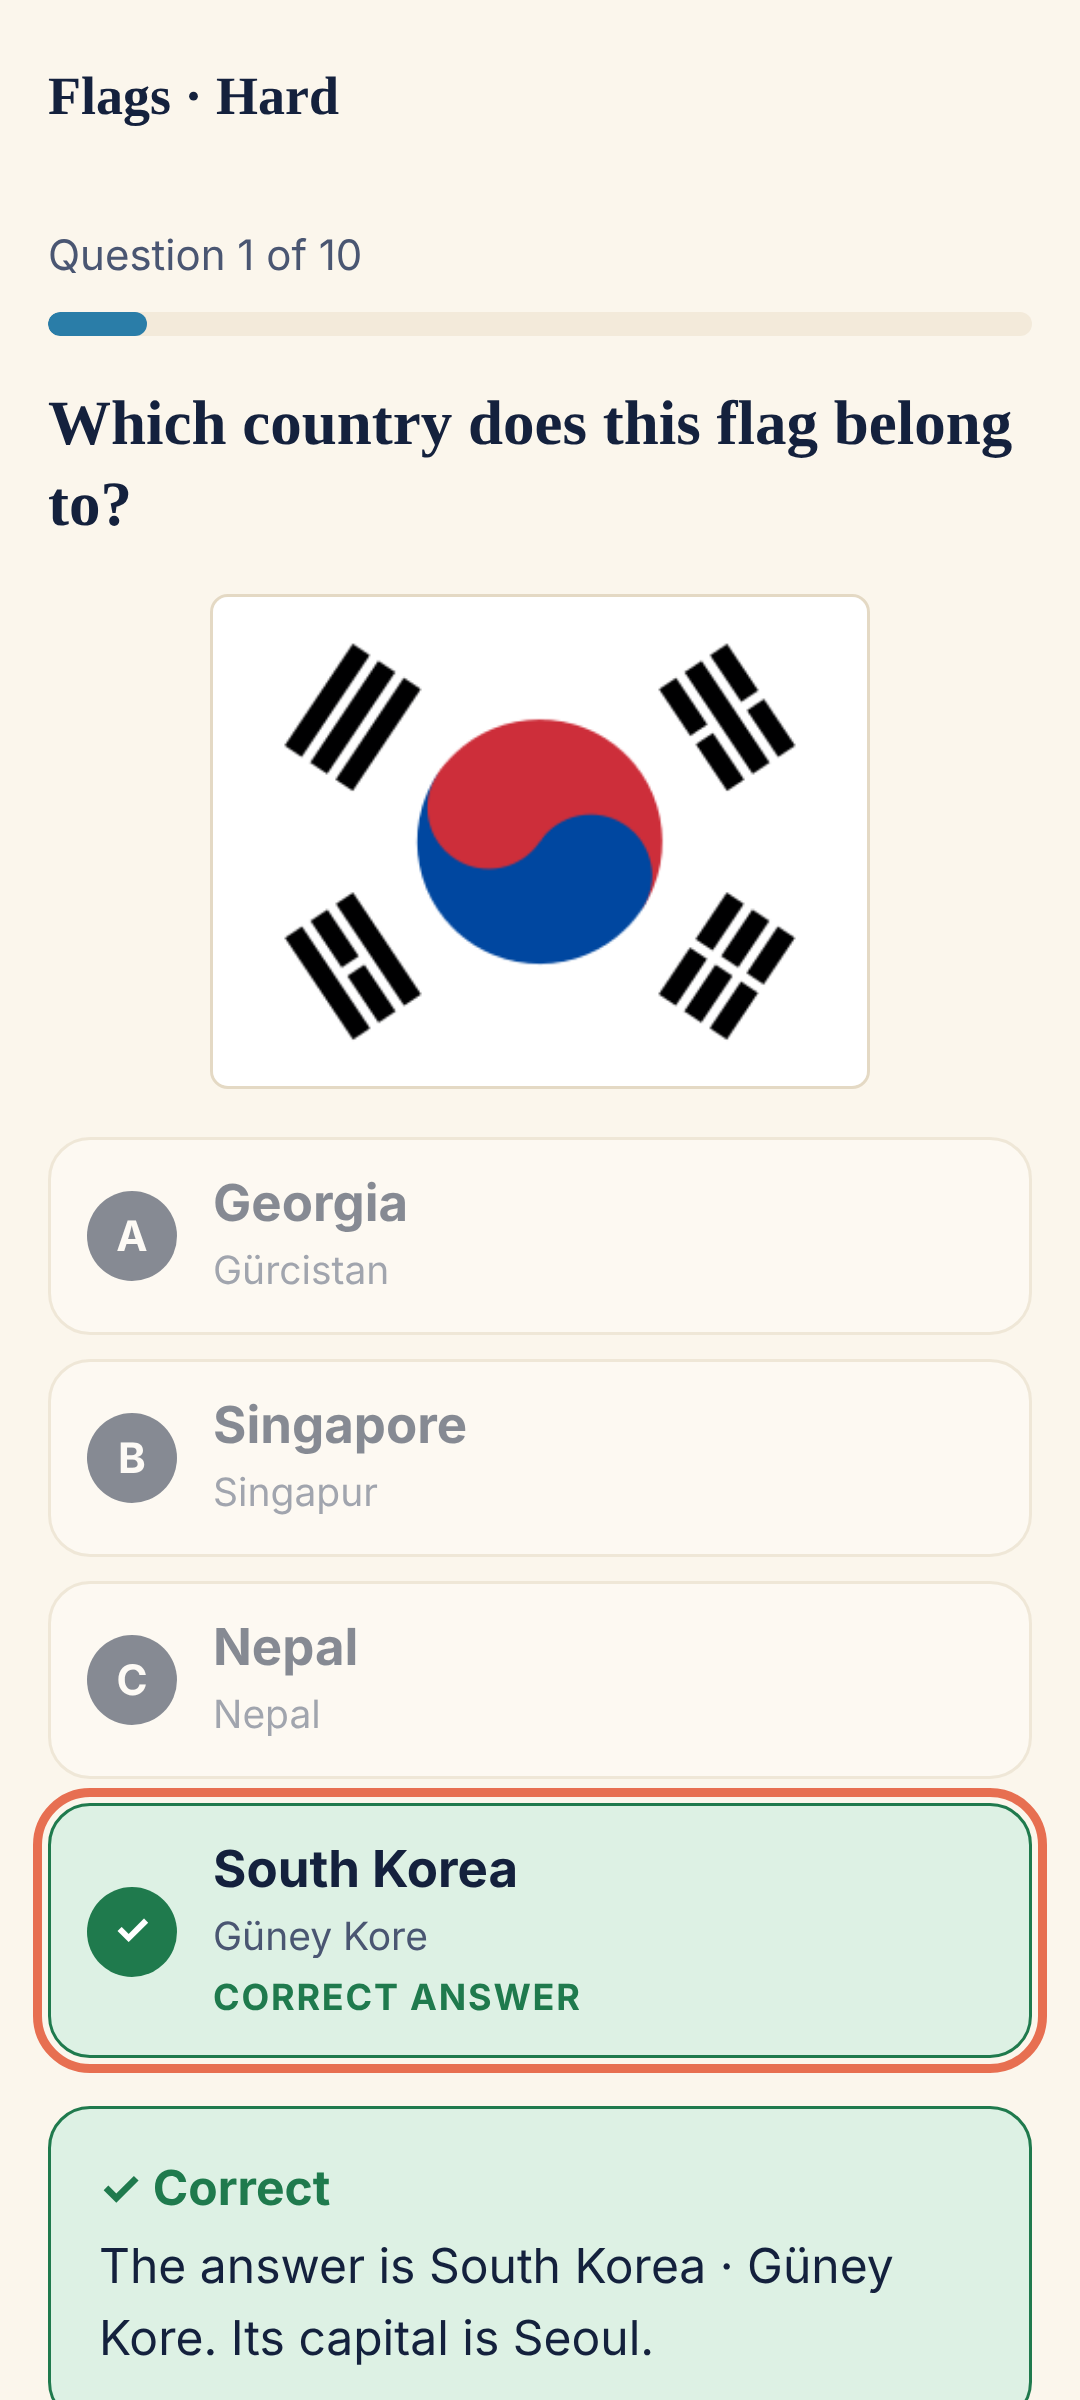 Flags · Hard
Question 1 of 10
Which country does this flag belong
to?
A
Georgia
Gürcistan
B
Singapore
Singapur
C
Nepal
Nepal
South Korea
Güney Kore
CORRECT ANSWER
✓ Correct
The answer is South Korea · Güney
Kore. Its capital is Seoul.